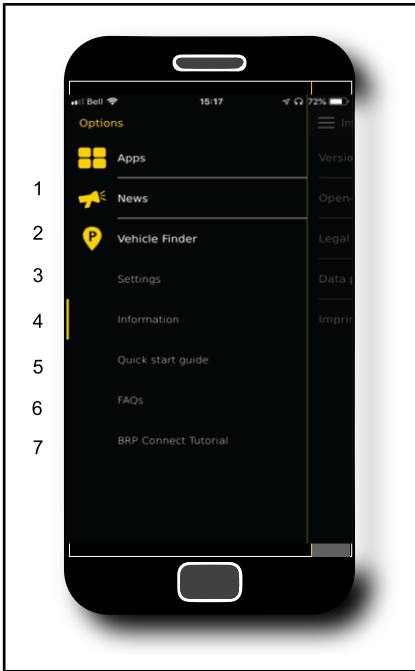 Bell 15:17 72%
Options
Inf
Apps
Versio
1 News
Open-
2 P Vehicle Finder
Legal
3 Settings
Data p
4 Information
Imprin
5 Quick start guide
6 FAQs
7 BRP Connect Tutorial